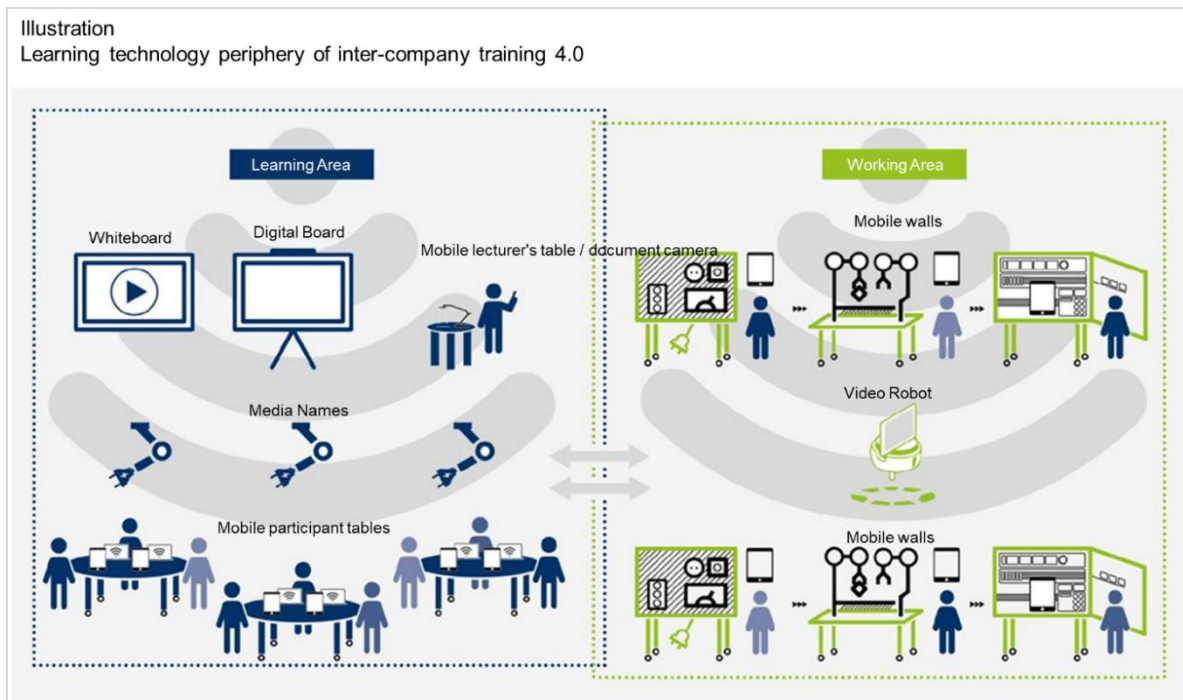 Illustration
Learning technology periphery of inter-company training 4.0
Learning Area
Working Area
Whiteboard
Digital Board
Mobile lecturer's table / document camera
Mobile walls
Media Names
Video Robot
Mobile participant tables
Mobile walls